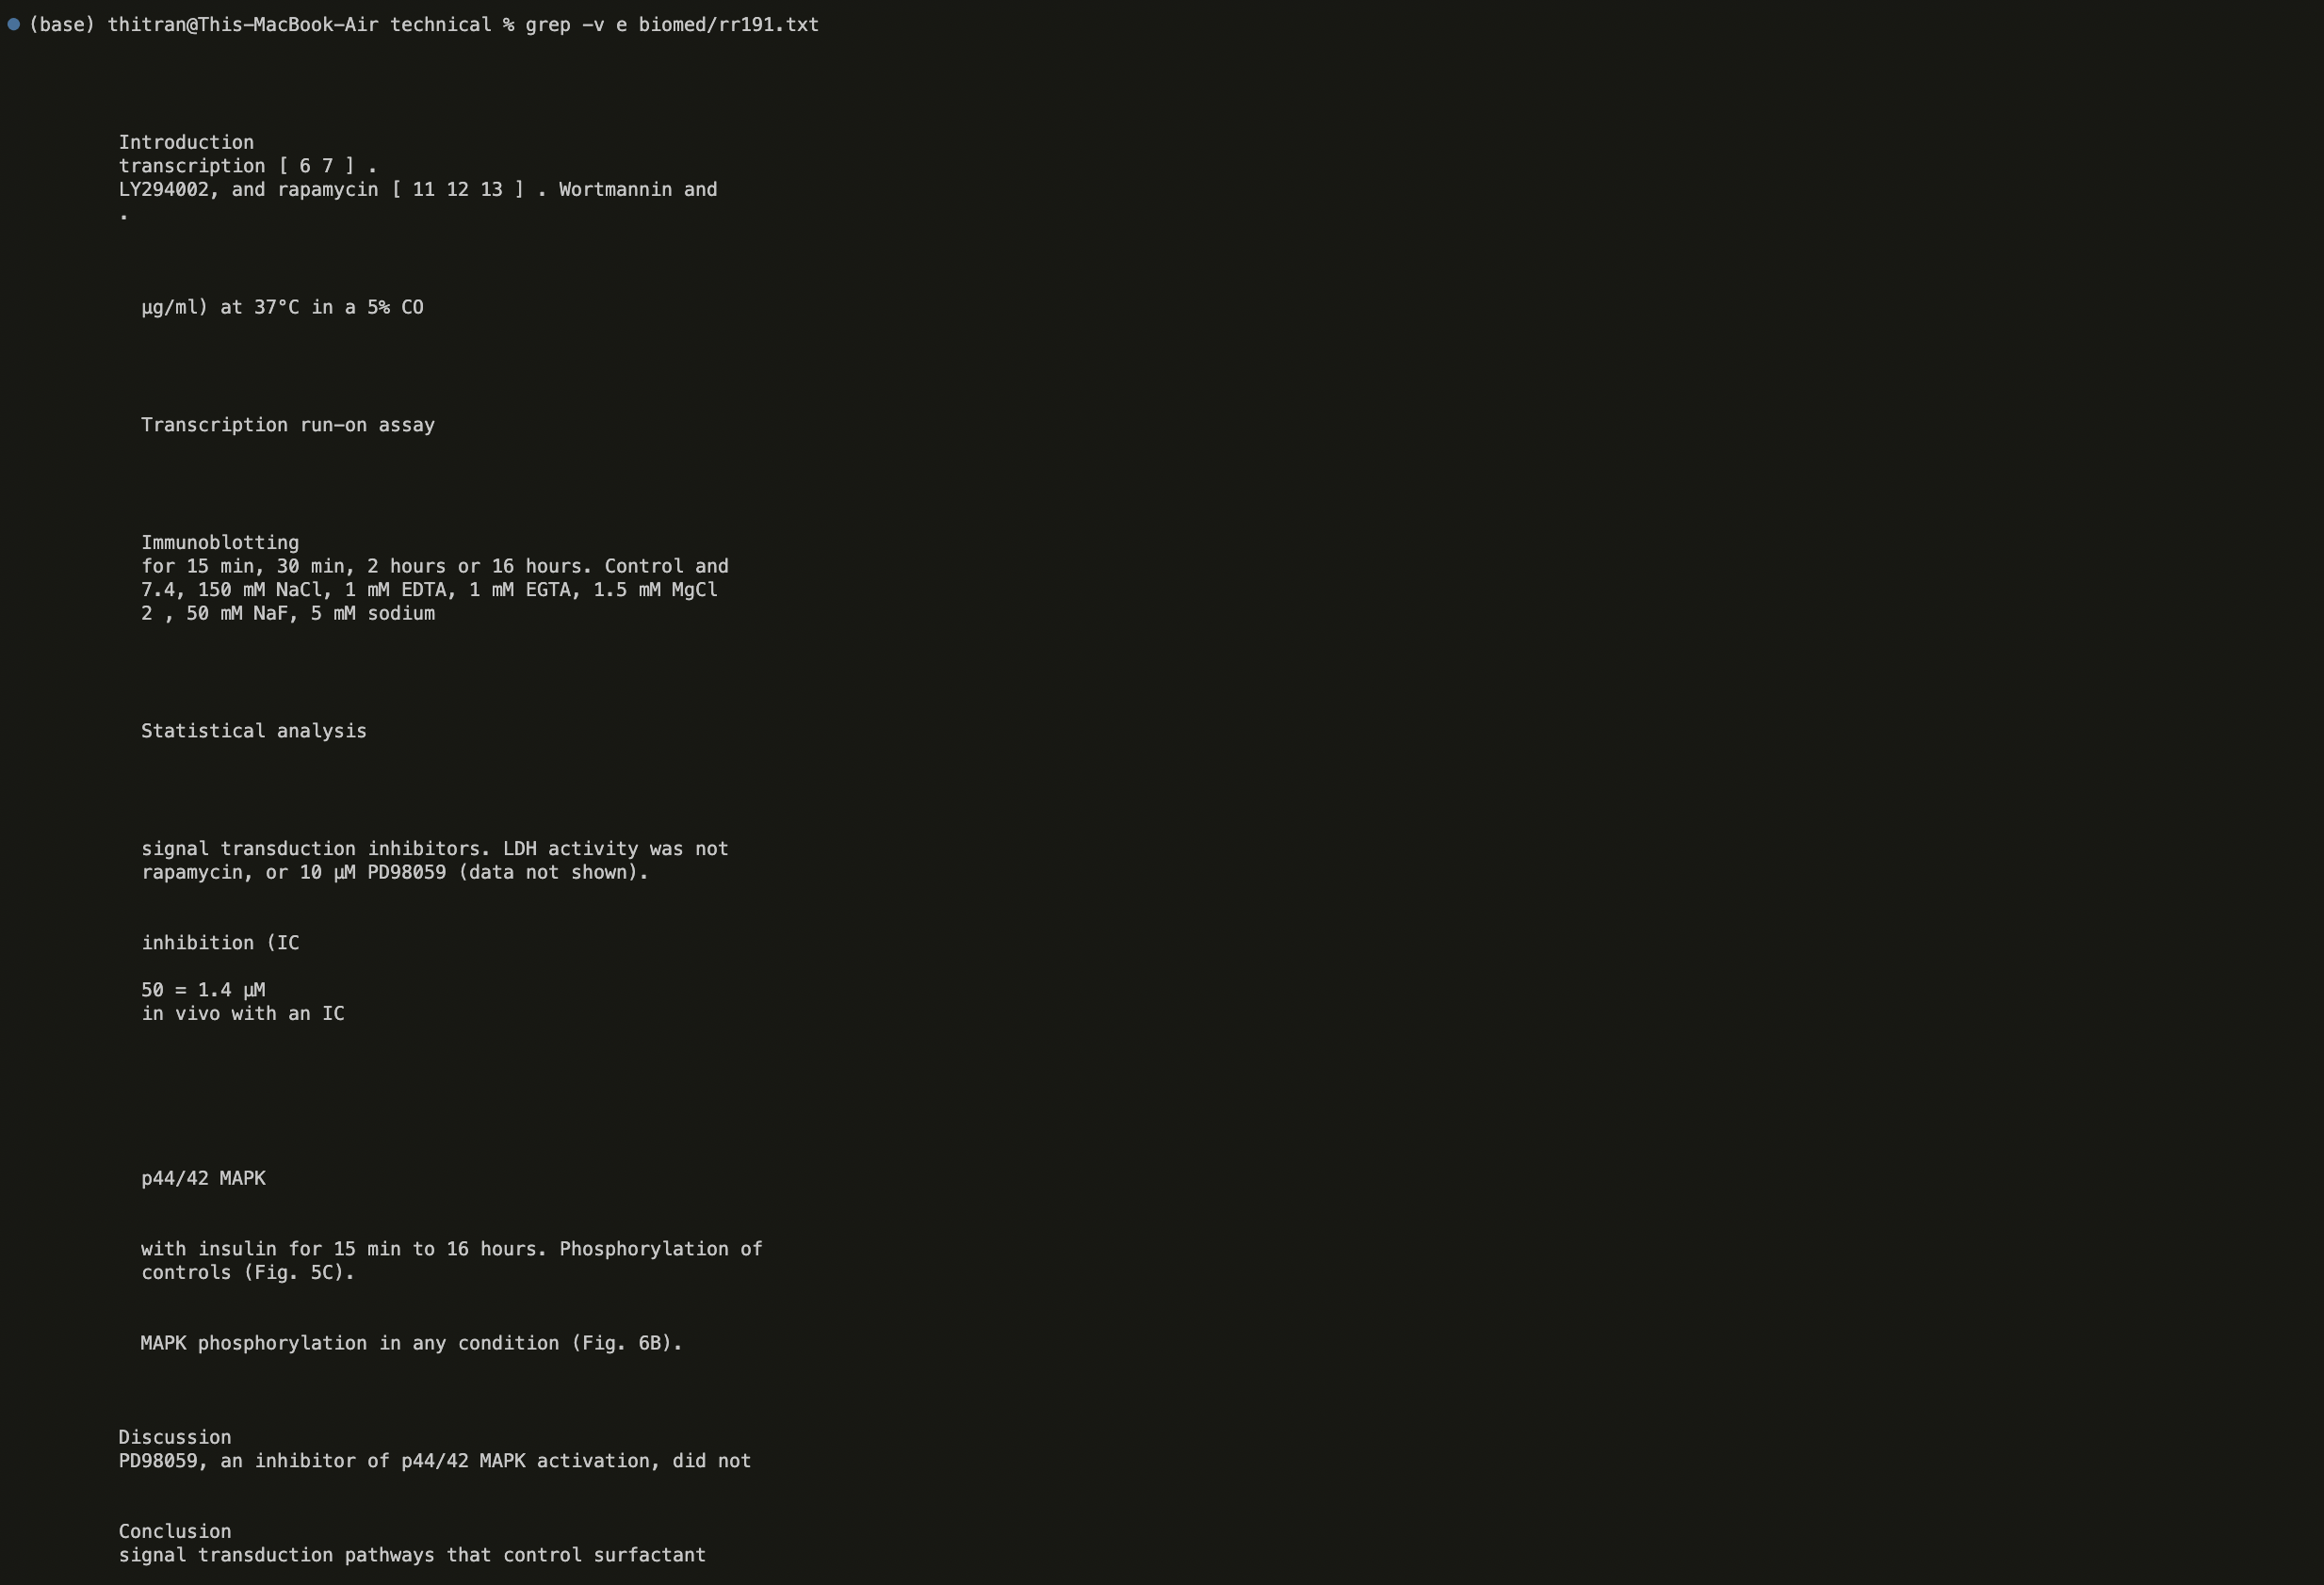 (base) thitran@This-MacBook-Air technical % grep -v e biomed/rr191.txt
Introduction
transcription [ 6 7 ] .
LY294002, and rapamycin [ 11 12 13 ] . Wortmannin and
.
µg/ml) at 37°C in a 5% CO
Transcription run-on assay
Immunoblotting
for 15 min, 30 min, 2 hours or 16 hours. Control and
7.4, 150 mM NaCl, 1 mM EDTA, 1 mM EGTA, 1.5 mM MgCl
2 , 50 mM NaF, 5 mM sodium
Statistical analysis
signal transduction inhibitors. LDH activity was not
rapamycin, or 10 µM PD98059 (data not shown).
inhibition (IC
50 = 1.4 µM
in vivo with an IC
p44/42 MAPK
with insulin for 15 min to 16 hours. Phosphorylation of
controls (Fig. 5C).
MAPK phosphorylation in any condition (Fig. 6B).
Discussion
PD98059, an inhibitor of p44/42 MAPK activation, did not
Conclusion
signal transduction pathways that control surfactant